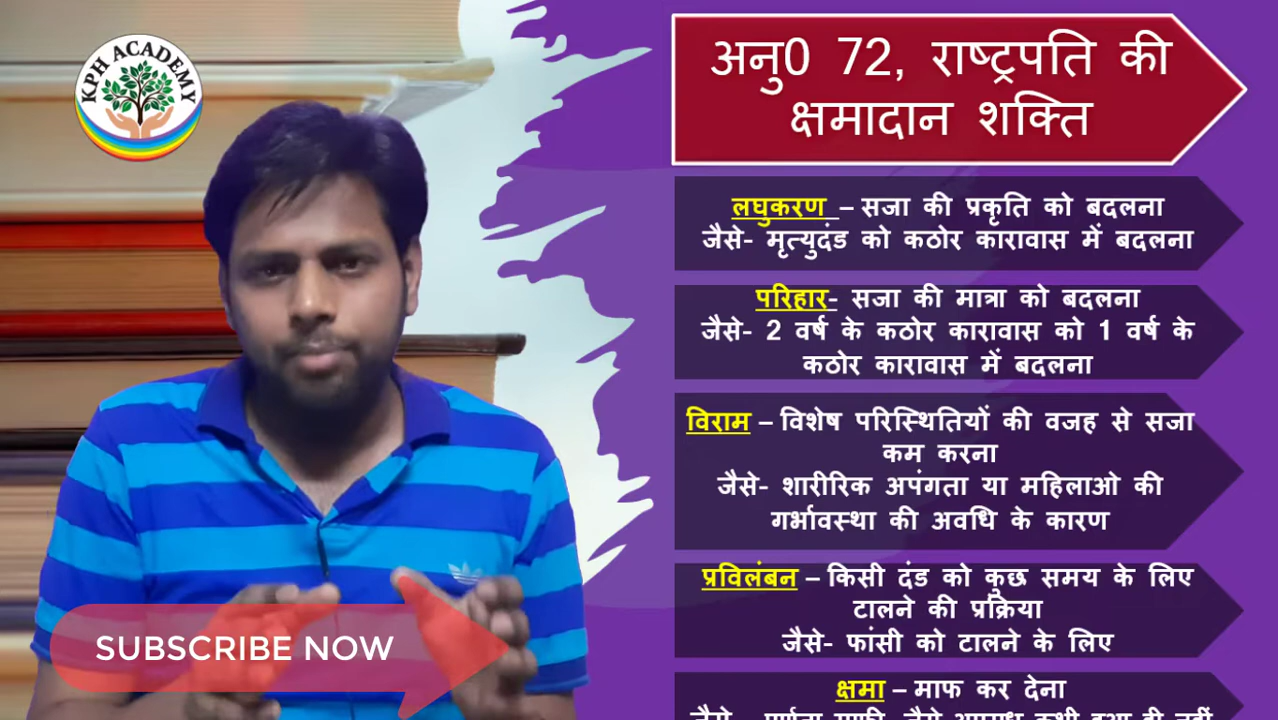 KPH ACADEMY
अनु0 72, राष्ट्रपति की
क्षमादान शक्ति
लघुकरण – सजा की प्रकृति को बदलना
जैसे- मृत्युदंड को कठोर कारावास में बदलना
परिहार- सजा की मात्रा को बदलना
जैसे- 2 वर्ष के कठोर कारावास को 1 वर्ष के
कठोर कारावास में बदलना
विराम – विशेष परिस्थितियों की वजह से सजा
कम करना
जैसे- शारीरिक अपंगता या महिलाओ की
गर्भावस्था की अवधि के कारण
प्रविलंबन – किसी दंड को कुछ समय के लिए
टालने की प्रक्रिया
जैसे- फांसी को टालने के लिए
क्षमा – माफ कर देना
SUBSCRIBE NOW